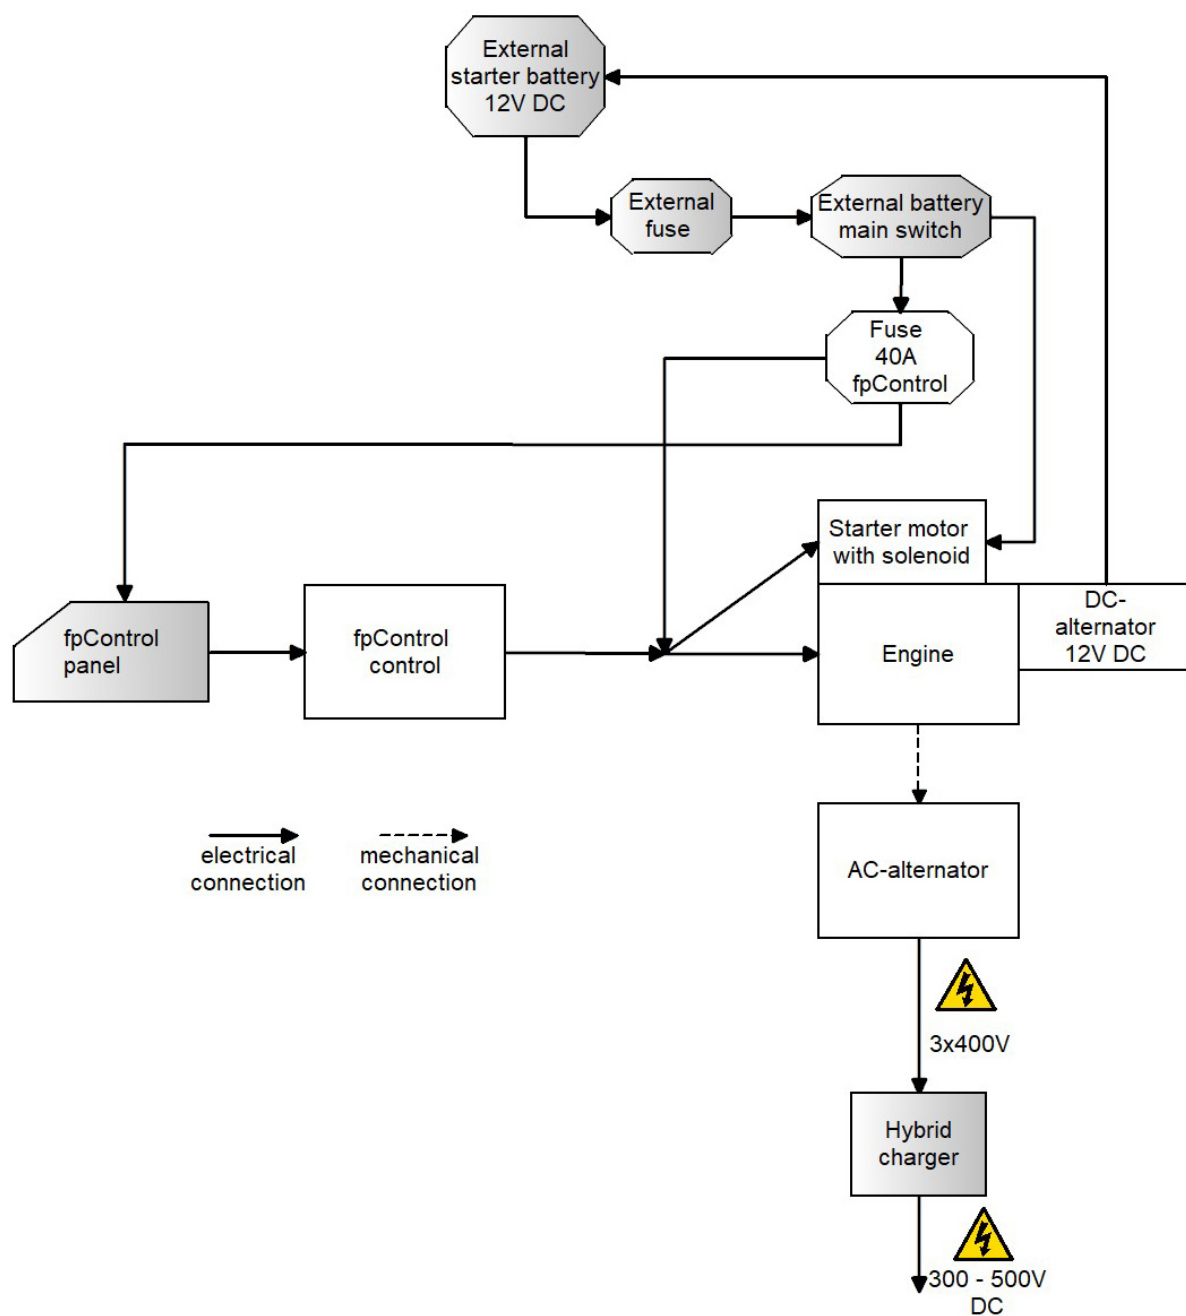 External
starter battery
12V DC
External
fuse
External battery
main switch
Fuse
40A
fpControl
Starter motor
with solenoid
fpControl
panel
fpControl
control
Engine
DC-
alternator
12V DC
electrical
connection
mechanical
connection
AC-alternator
3x400V
Hybrid
charger
300 - 500V
DC